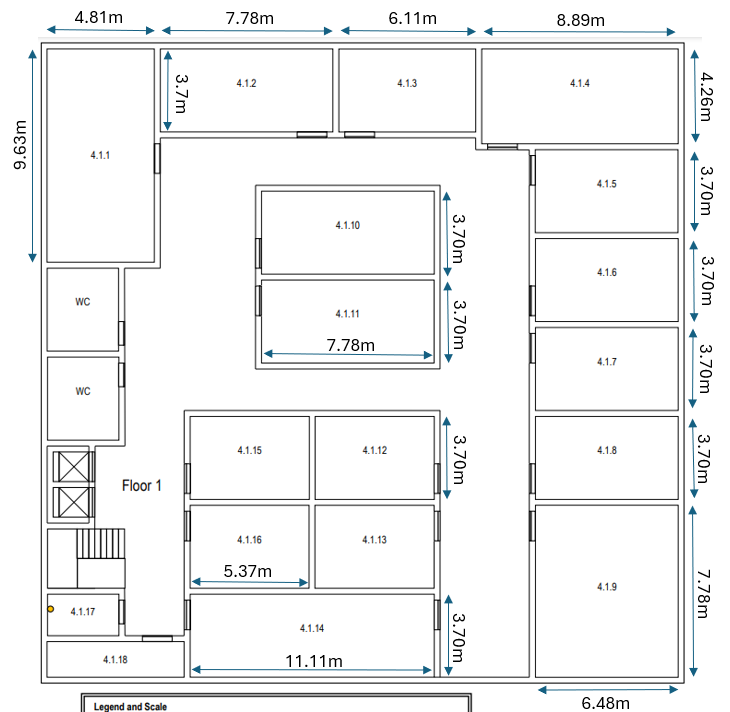 4.81m 7.78m 6.11m 8.89m
9.63m
3.7m
4.1.2
4.1.3
4.1.4
4.26m
4.1.1
4.1.5
3.70m
4.1.10
3.70m
4.1.6
3.70m
WC
4.1.11
3.70m
7.78m
4.1.7
3.70m
WC
4.1.15
4.1.12
3.70m
4.1.8
3.70m
Floor 1
4.1.16
4.1.13
5.37m
4.1.9
7.78m
4.1.17
4.1.14
3.70m
4.1.18
11.11m
6.48m
Legend and Scale